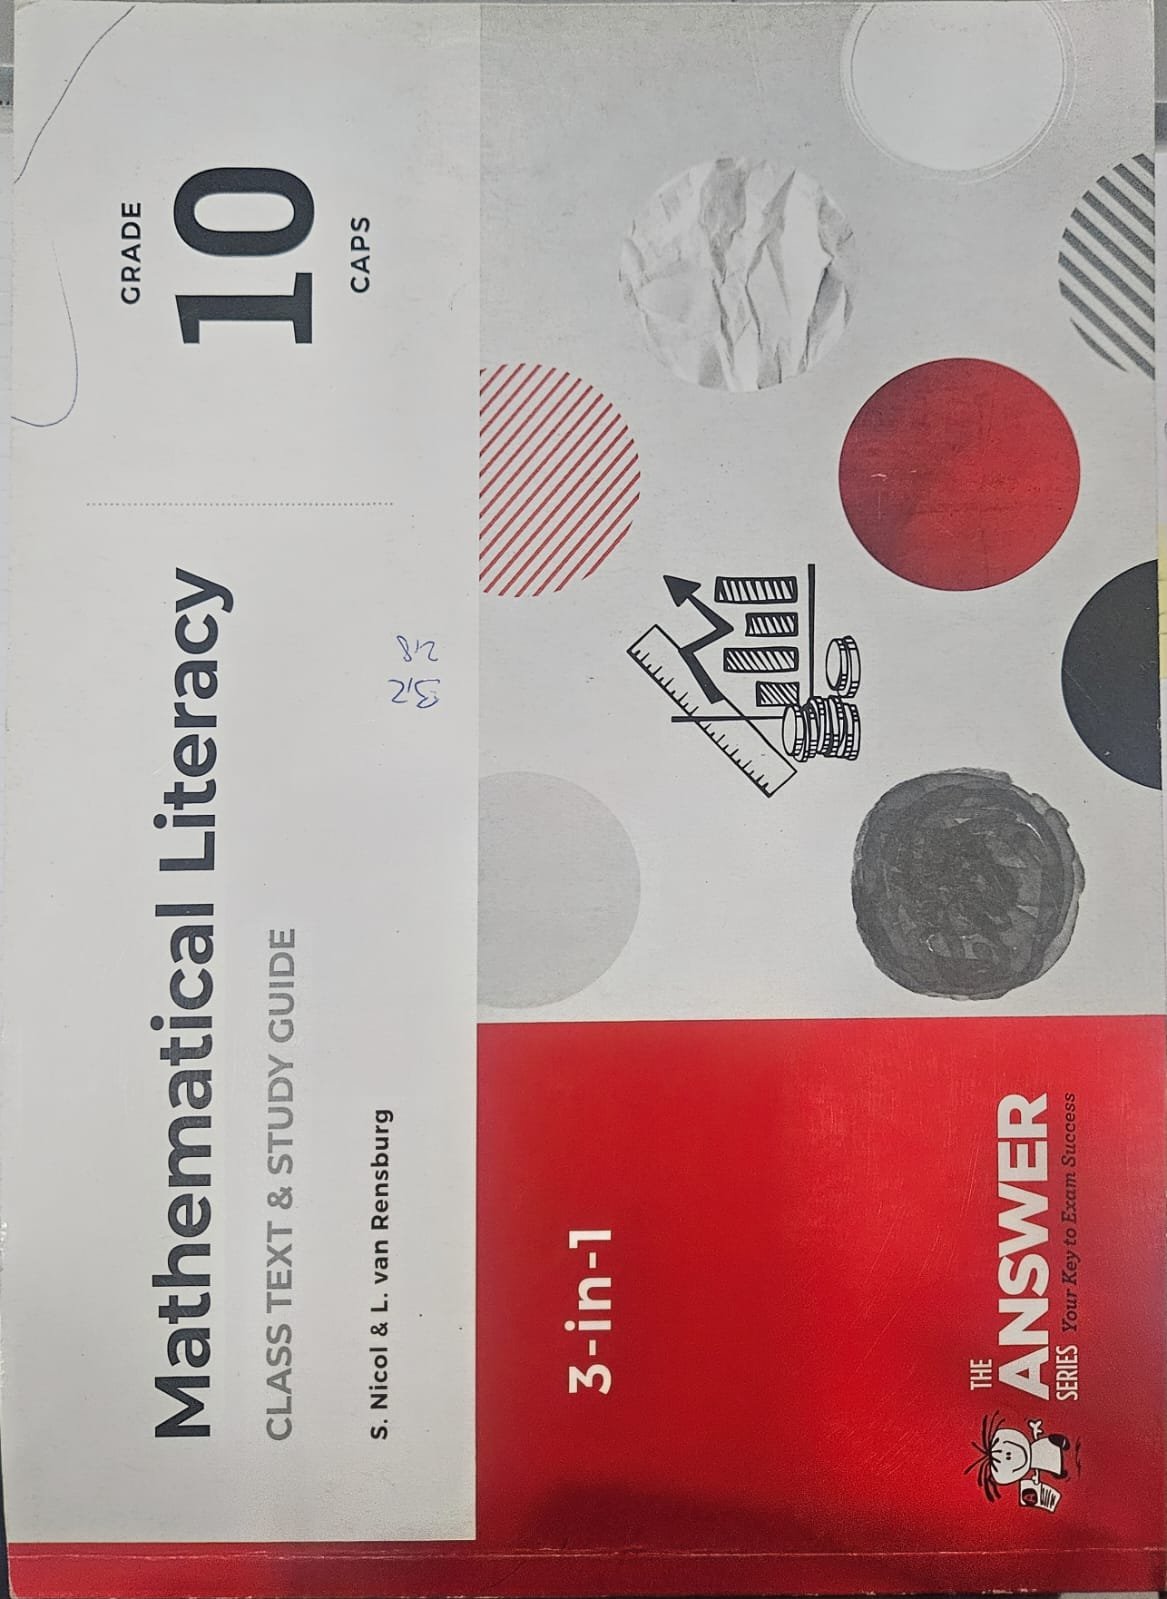 Mathematical Literacy
CLASS TEXT & STUDY GUIDE
S. Nicol & L. van Rensburg
GRADE
10
CAPS
3-in-1
THE
ANSWER
SERIES Your Key to Exam Success